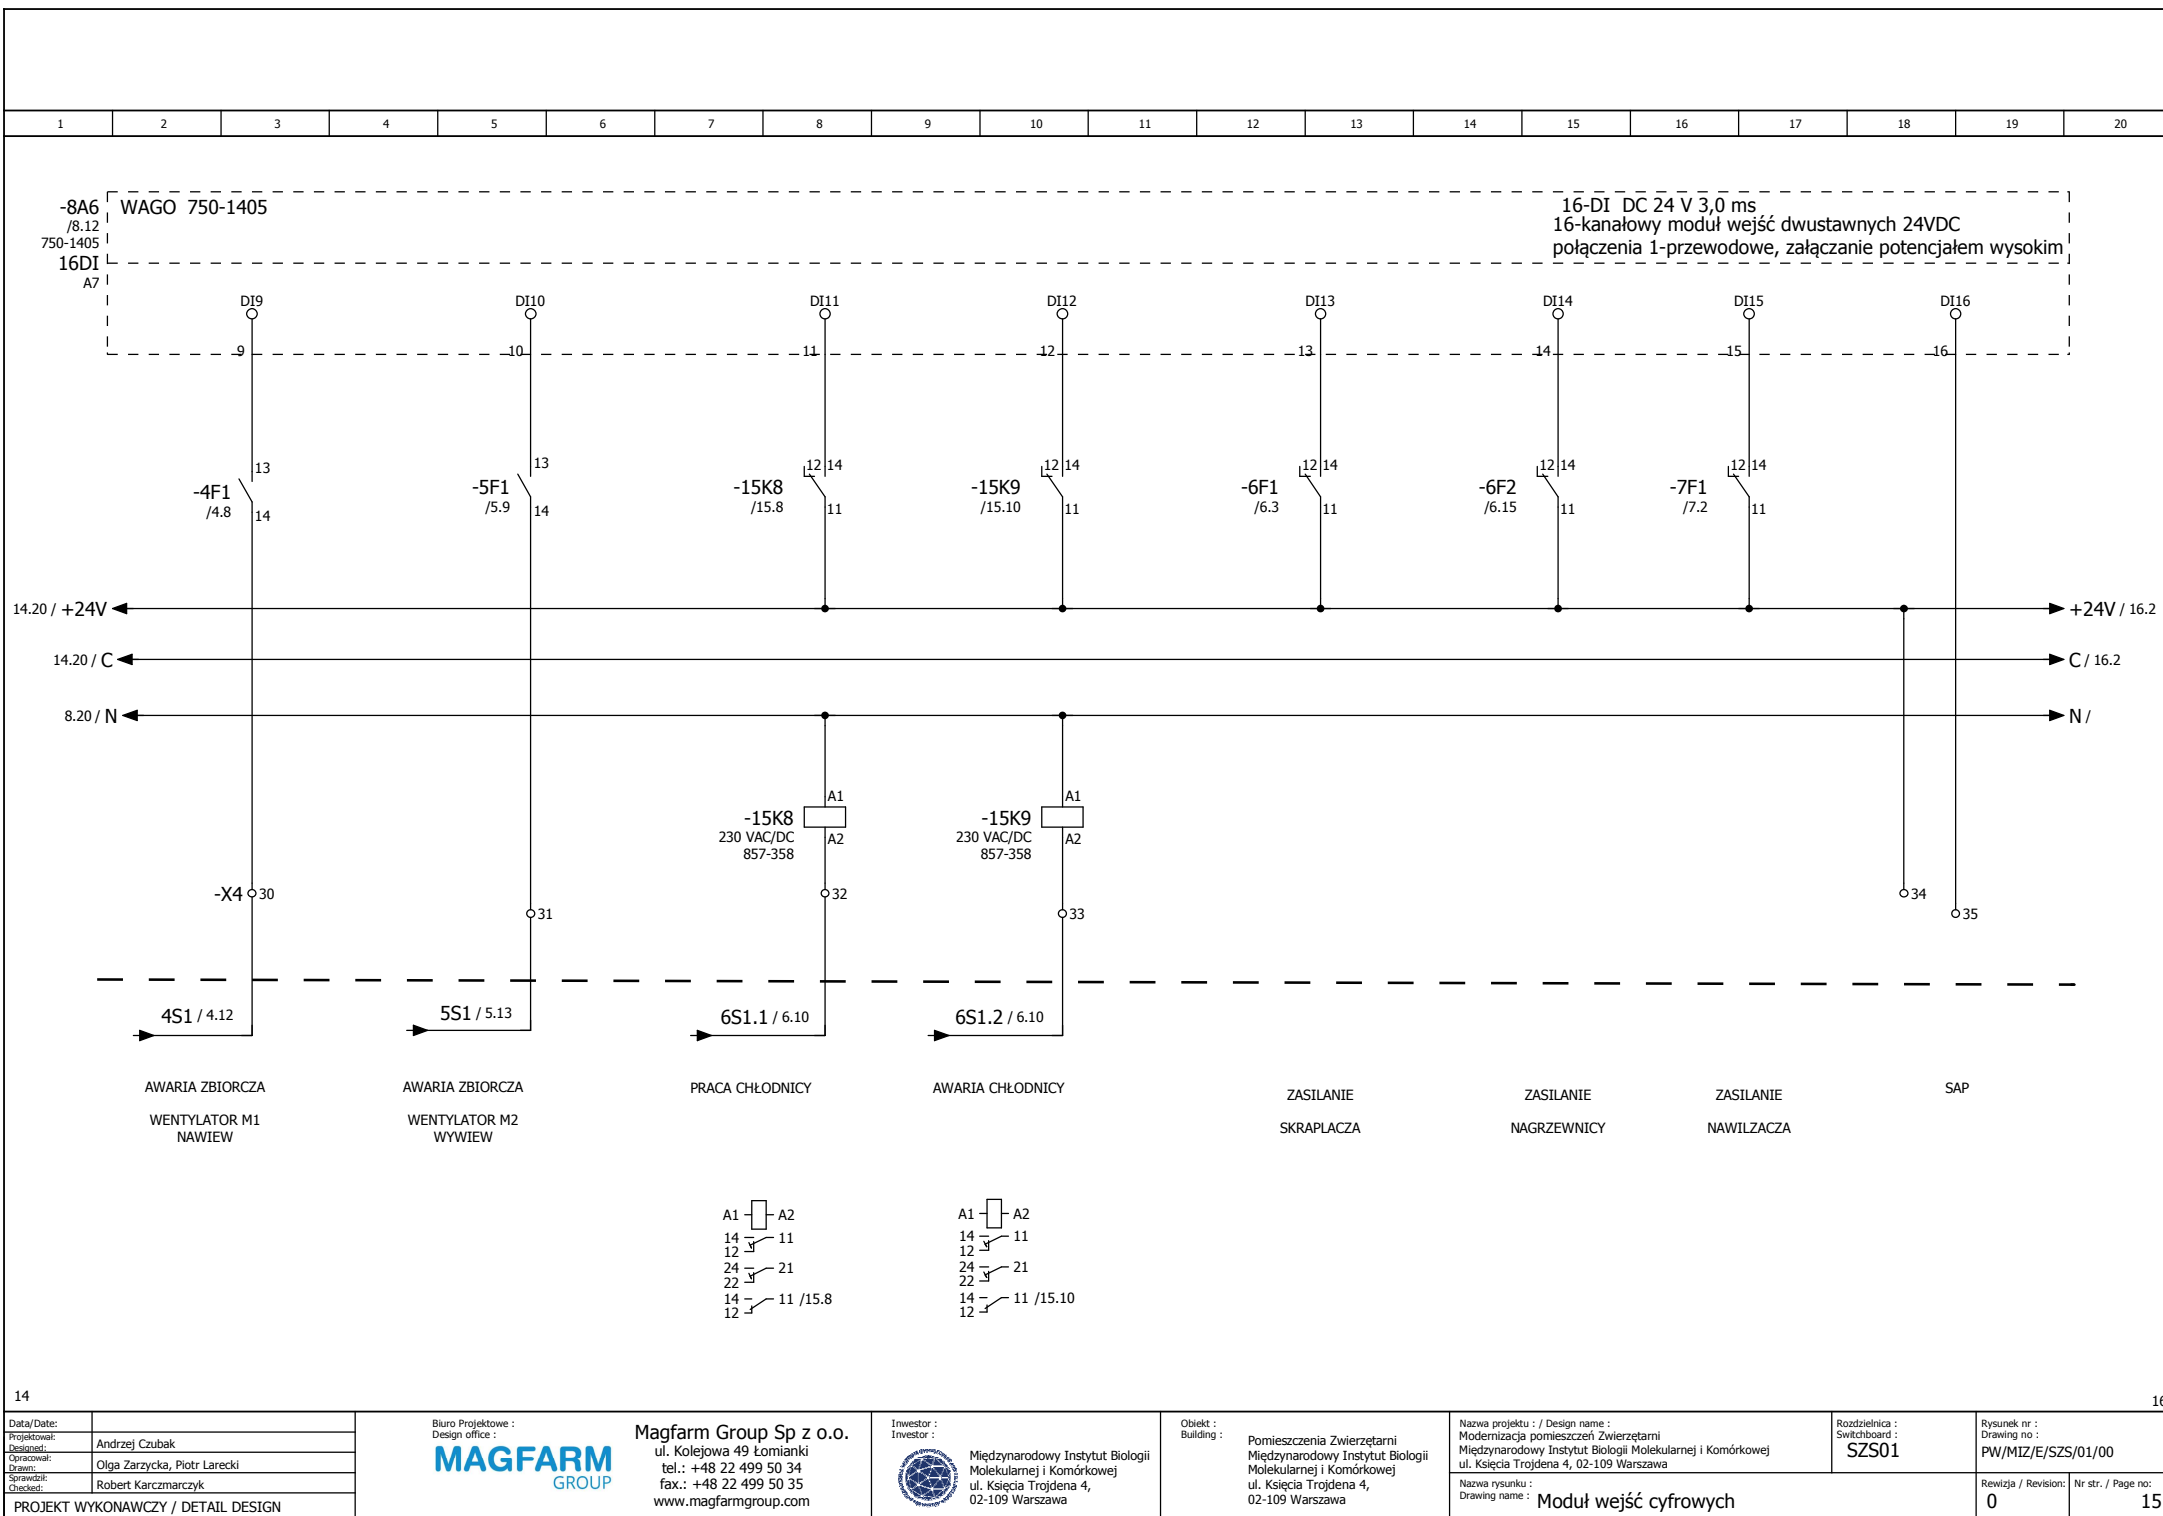 1 2 3 4 5 6 7 8 9 10 11 12 13 14 15 16 17 18 19 20
-8A6
/8.12
750-1405
16DI
A7
WAGO 750-1405
16-DI DC 24 V 3,0 ms
16-kanałowy moduł wejść dwustawnych 24VDC
połączenia 1-przewodowe, załączanie potencjałem wysokim
DI9 DI10 DI11 DI12 DI13 DI14 DI15 DI16
9 10 11 12 13 14 15 16
13
-4F1
/4.8
14
13
-5F1
/5.9
14
12 14
-15K8
/15.8
11
12 14
-15K9
/15.10
11
12 14
-6F1
/6.3
11
12 14
-6F2
/6.15
11
12 14
-7F1
/7.2
11
14.20 / +24V
+24V / 16.2
14.20 / C
C / 16.2
8.20 / N
N /
A1
-15K8
230 VAC/DC
857-358
A2
A1
-15K9
230 VAC/DC
857-358
A2
-X4 30
31
32
33
34
35
4S1 / 4.12
5S1 / 5.13
6S1.1 / 6.10
6S1.2 / 6.10
AWARIA ZBIORCZA
WENTYLATOR M1
NAWIEW
AWARIA ZBIORCZA
WENTYLATOR M2
WYWIEW
PRACA CHŁODNICY
AWARIA CHŁODNICY
ZASILANIE
SKRAPLACZA
ZASILANIE
NAGRZEWNICY
ZASILANIE
NAWILZACZA
SAP
A1 A2
14 11
12
24 21
22
14 11 /15.8
12
A1 A2
14 11
12
24 21
22
14 11 /15.10
12
14
16
Data/Date:
Projektował:
Designed:
Andrzej Czubak
Opracował:
Drawn:
Olga Zarzycka, Piotr Larecki
Sprawdził:
Checked:
Robert Karczmarczyk
PROJEKT WYKONAWCZY / DETAIL DESIGN
Biuro Projektowe :
Design office :
MAGFARM
GROUP
Magfarm Group Sp z o.o.
ul. Kolejowa 49 Łomianki
tel.: +48 22 499 50 34
fax.: +48 22 499 50 35
www.magfarmgroup.com
Inwestor :
Investor :
Międzynarodowy Instytut Biologii
Molekularnej i Komórkowej
ul. Księcia Trojdena 4,
02-109 Warszawa
Obiekt :
Building :
Pomieszczenia Zwierzętarni
Międzynarodowy Instytut Biologii
Molekularnej i Komórkowej
ul. Księcia Trojdena 4,
02-109 Warszawa
Nazwa projektu : / Design name :
Modernizacja pomieszczeń Zwierzętarni
Międzynarodowy Instytut Biologii Molekularnej i Komórkowej
ul. Księcia Trojdena 4, 02-109 Warszawa
Nazwa rysunku :
Drawing name :
Moduł wejść cyfrowych
Rozdzielnica :
Switchboard :
SZS01
Rysunek nr :
Drawing no :
PW/MIZ/E/SZS/01/00
Rewizja / Revision:
0
Nr str. / Page no:
15